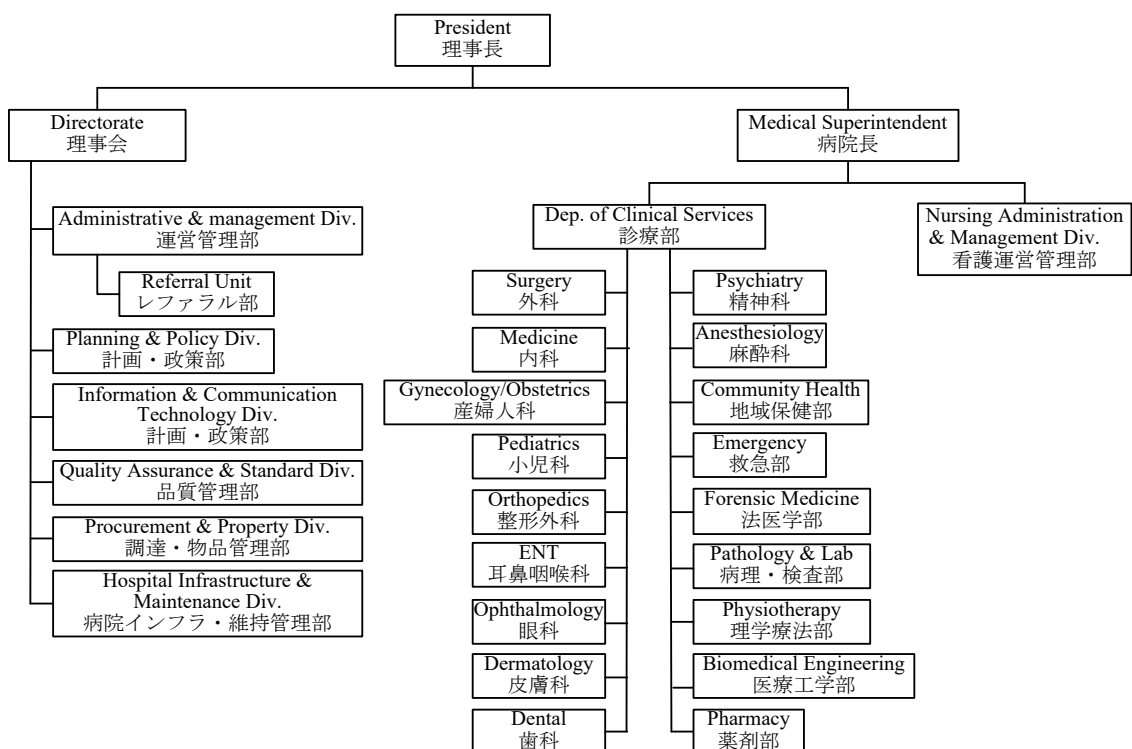 President
理事長
Directorate
理事会
Medical Superintendent
病院長
Administrative & management Div.
運営管理部
Referral Unit
レファラル部
Planning & Policy Div.
計画・政策部
Information & Communication
Technology Div.
計画・政策部
Quality Assurance & Standard Div.
品質管理部
Procurement & Property Div.
調達・物品管理部
Hospital Infrastructure &
Maintenance Div.
病院インフラ・維持管理部
Dep. of Clinical Services
診療部
Surgery
外科
Medicine
内科
Gynecology/Obstetrics
産婦人科
Pediatrics
小児科
Orthopedics
整形外科
ENT
耳鼻咽喉科
Ophthalmology
眼科
Dermatology
皮膚科
Dental
歯科
Psychiatry
精神科
Anesthesiology
麻酔科
Community Health
地域保健部
Emergency
救急部
Forensic Medicine
法医学部
Pathology & Lab
病理・検査部
Physiotherapy
理学療法部
Biomedical Engineering
医療工学部
Pharmacy
薬剤部
Nursing Administration
& Management Div.
看護運営管理部